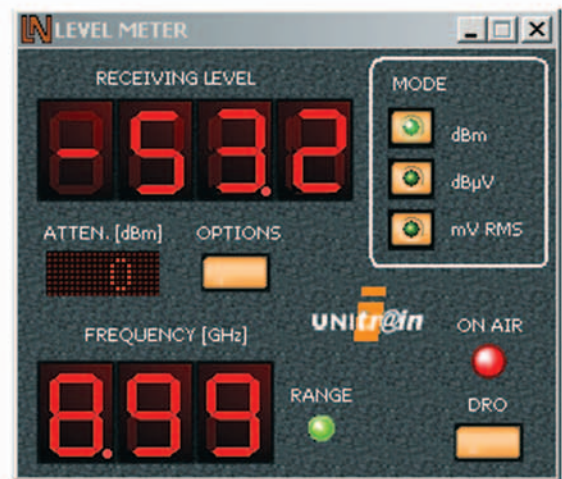 LN LEVEL METER
RECEIVING LEVEL
-53.2
MODE
dBm
dBµV
mV RMS
ATTEN. [dBm]
OPTIONS
0
UNItr@in
FREQUENCY [GHz]
8.99
RANGE
ON AIR
DRO